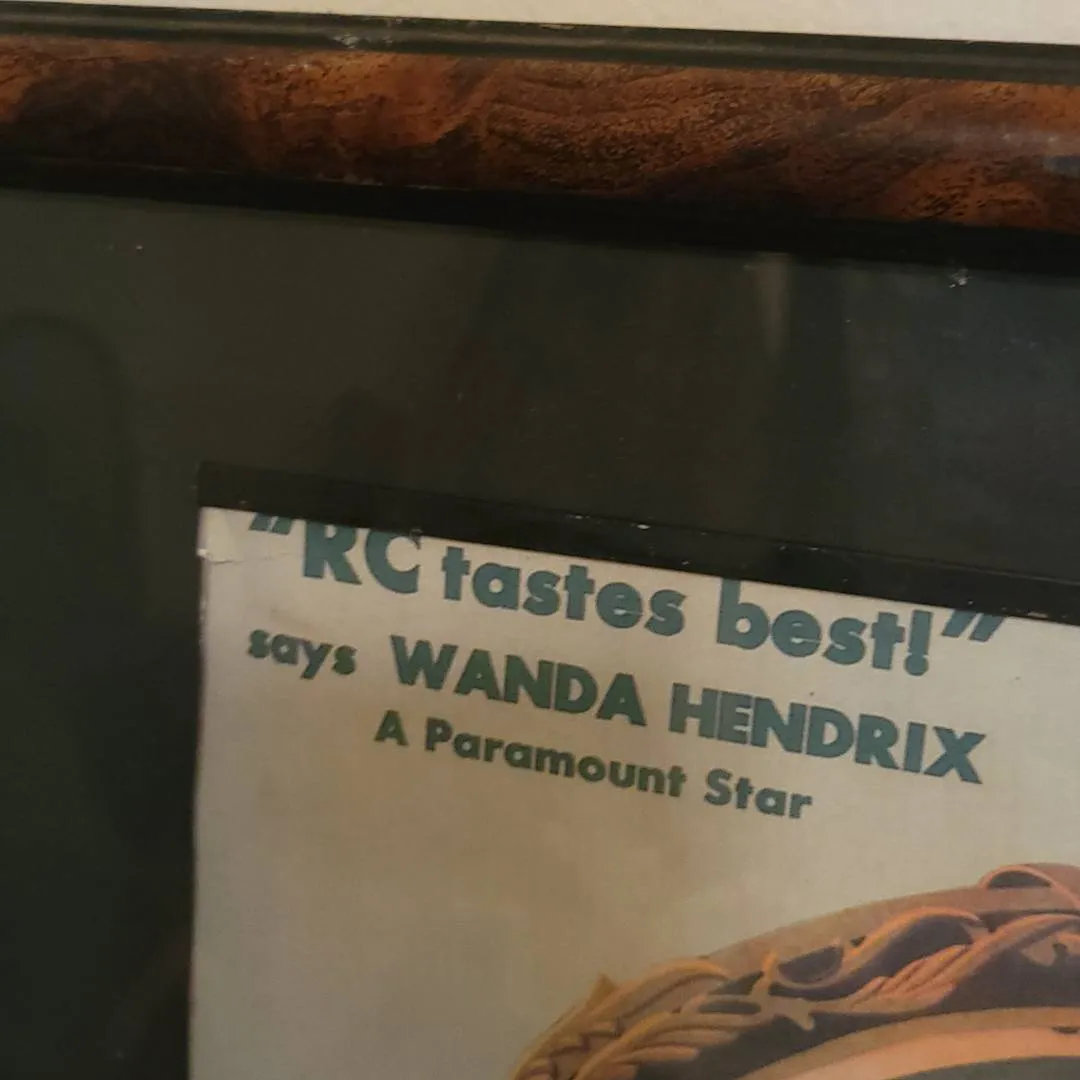 "RC tastes best!"
says WANDA HENDRIX
A Paramount Star